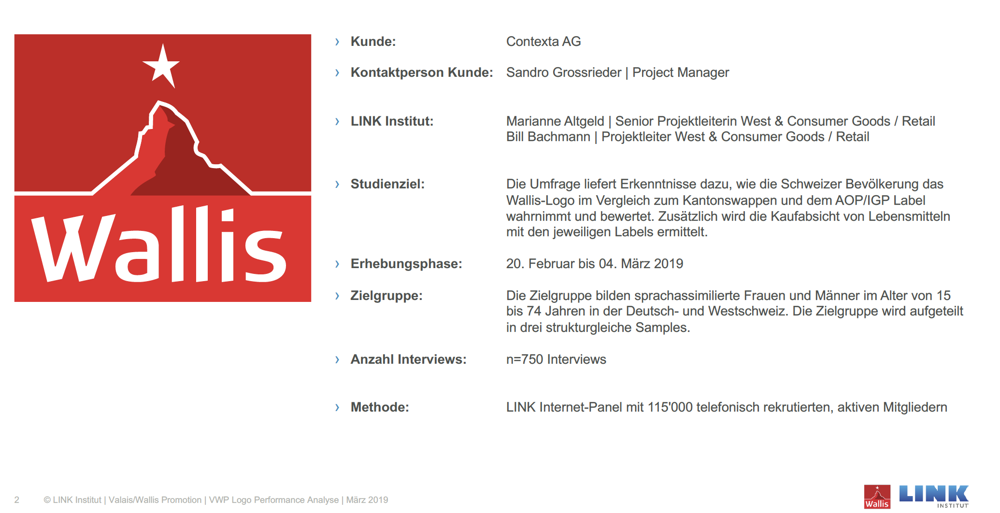 Wallis
› Kunde: Contexta AG
› Kontaktperson Kunde: Sandro Grossrieder | Project Manager
› LINK Institut: Marianne Altgeld | Senior Projektleiterin West & Consumer Goods / Retail
Bill Bachmann | Projektleiter West & Consumer Goods / Retail
› Studienziel: Die Umfrage liefert Erkenntnisse dazu, wie die Schweizer Bevölkerung das
Wallis-Logo im Vergleich zum Kantonswappen und dem AOP/IGP Label
wahrnimmt und bewertet. Zusätzlich wird die Kaufabsicht von Lebensmitteln
mit den jeweiligen Labels ermittelt.
› Erhebungsphase: 20. Februar bis 04. März 2019
› Zielgruppe: Die Zielgruppe bilden sprachassimilierte Frauen und Männer im Alter von 15
bis 74 Jahren in der Deutsch- und Westschweiz. Die Zielgruppe wird aufgeteilt
in drei strukturgleiche Samples.
› Anzahl Interviews: n=750 Interviews
› Methode: LINK Internet-Panel mit 115'000 telefonisch rekrutierten, aktiven Mitgliedern
2 © LINK Institut | Valais/Wallis Promotion | VWP Logo Performance Analyse | März 2019
Wallis
LINK
INSTITUT